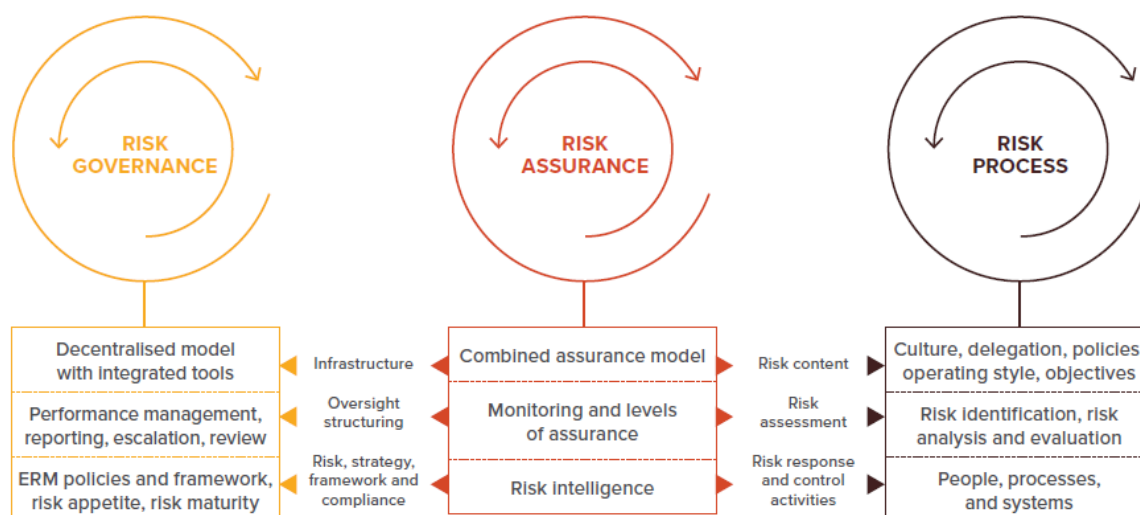 RISK
GOVERNANCE
RISK
ASSURANCE
RISK
PROCESS
Decentralised model
with integrated tools
Infrastructure
Combined assurance model
Risk content
Culture, delegation, policies,
operating style, objectives
Performance management,
reporting, escalation, review
Oversight
structuring
Monitoring and levels
of assurance
Risk
assessment
Risk identification, risk
analysis and evaluation
ERM policies and framework,
risk appetite, risk maturity
Risk, strategy,
framework and
compliance
Risk intelligence
Risk response
and control
activities
People, processes,
and systems